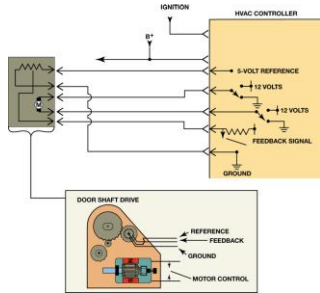 IGNITION
HVAC CONTROLLER
B+
5-VOLT REFERENCE
12 VOLTS
12 VOLTS
M
FEEDBACK SIGNAL
GROUND
DOOR SHAFT DRIVE
REFERENCE
FEEDBACK
GROUND
MOTOR CONTROL